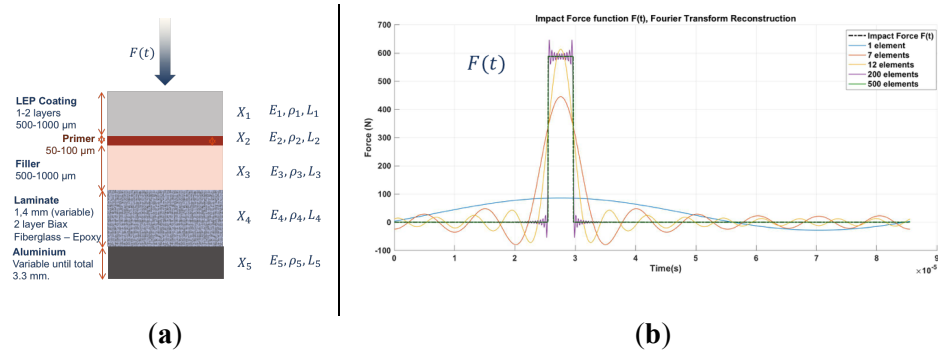 F(t)
LEP Coating
1-2 layers
500-1000 µm
X₁ E₁, ρ₁, L₁
Primer
50-100 µm
X₂ E₂, ρ₂, L₂
Filler
500-1000 µm
X₃ E₃, ρ₃, L₃
Laminate
1,4 mm (variable)
2 layer Biax
Fiberglass – Epoxy
X₄ E₄, ρ₄, L₄
Aluminium
Variable until total
3.3 mm.
X₅ E₅, ρ₅, L₅
(a)
Impact Force function F(t), Fourier Transform Reconstruction
F(t)
Impact Force F(t)
1 element
7 elements
12 elements
200 elements
500 elements
Force (N)
700
600
500
400
300
200
100
0
-100
0 1 2 3 4 5 6 7 8 9
Time(s)
×10⁻⁵
(b)